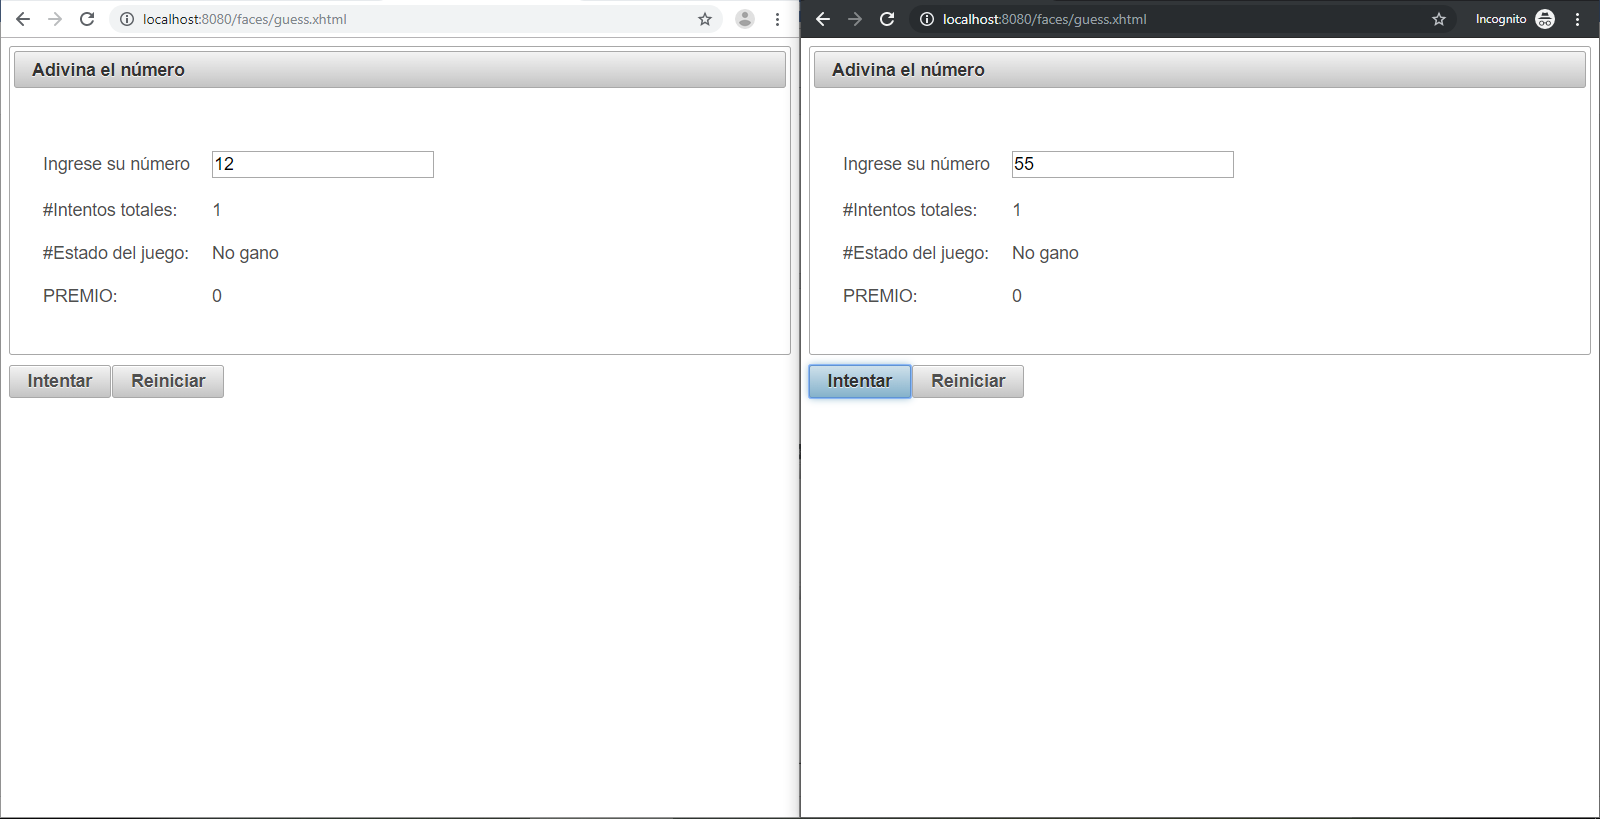 localhost:8080/faces/guess.xhtml
Adivina el número
Ingrese su número 12
#Intentos totales: 1
#Estado del juego: No gano
PREMIO: 0
Intentar Reiniciar
localhost:8080/faces/guess.xhtml Incognito
Adivina el número
Ingrese su número 55
#Intentos totales: 1
#Estado del juego: No gano
PREMIO: 0
Intentar Reiniciar